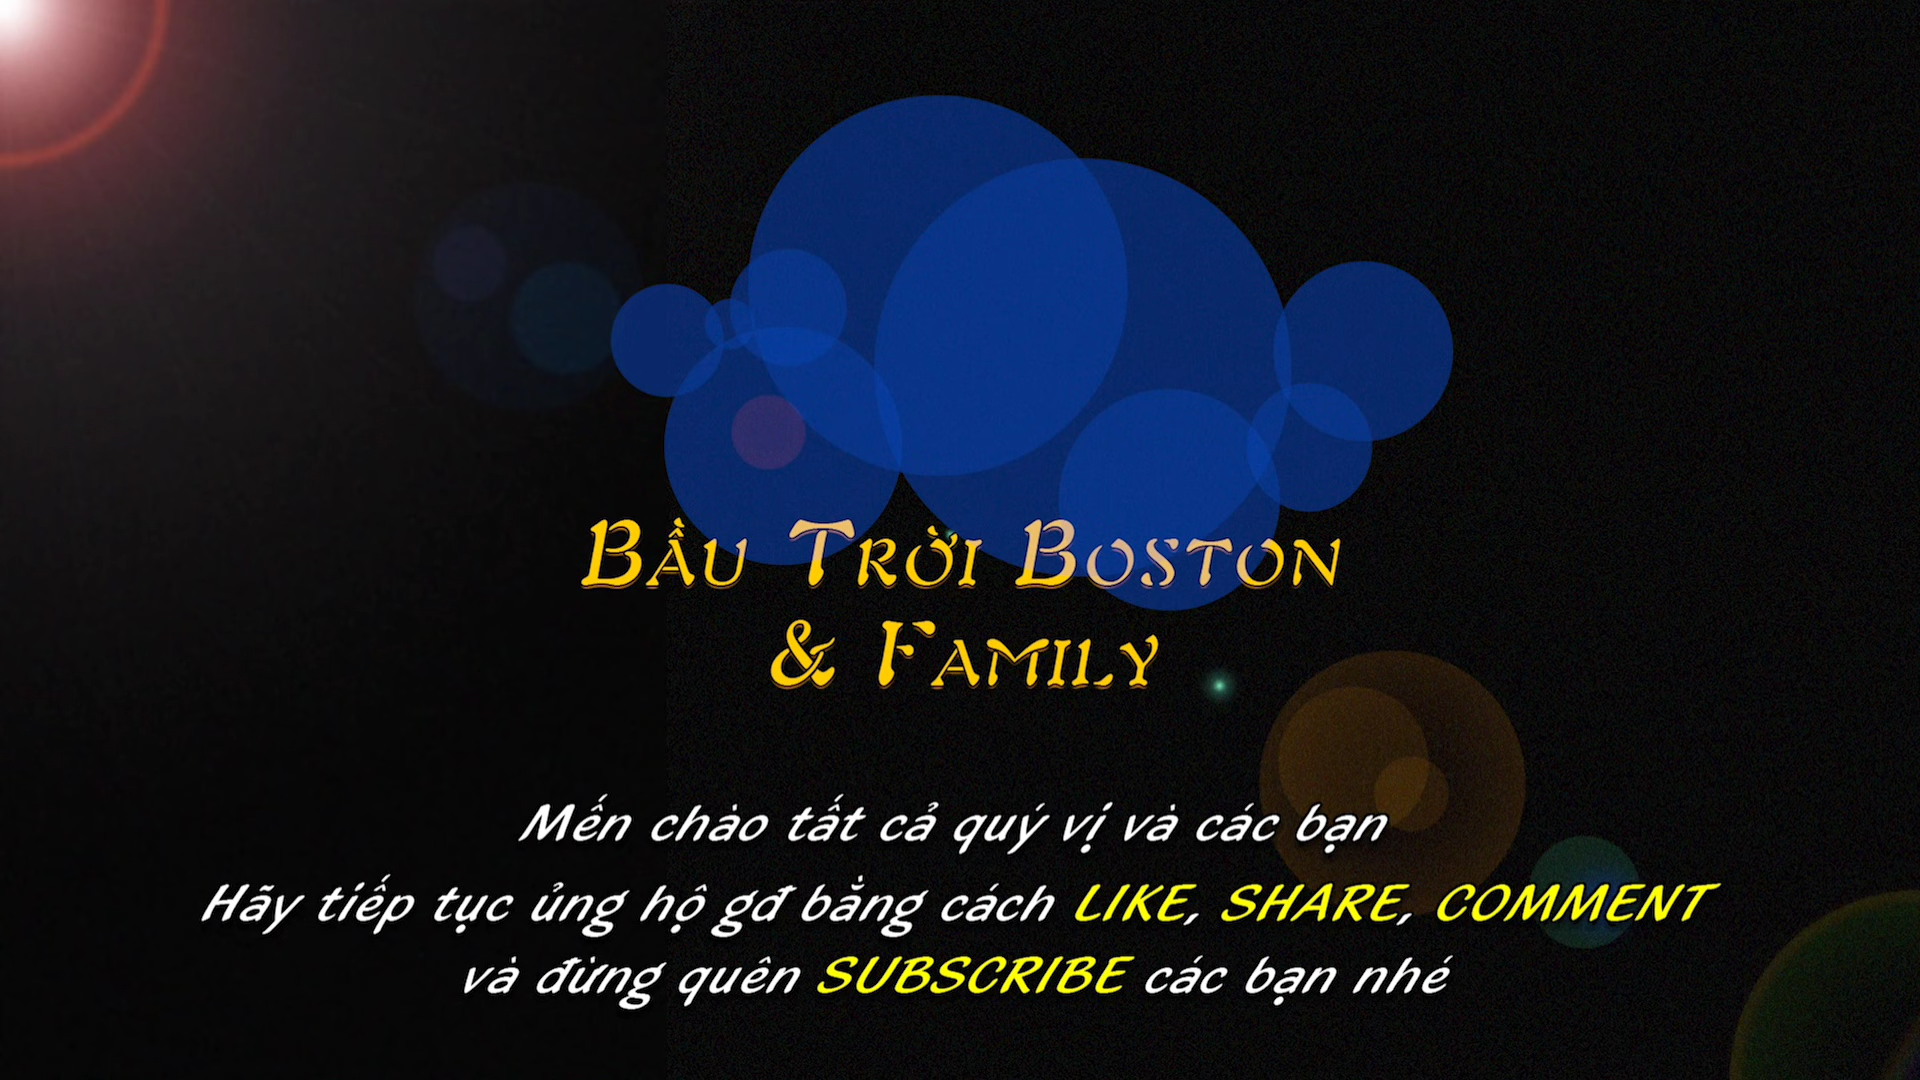 Bầu Trời Boston
& Family
Mến chào tất cả quý vị và các bạn
Hãy tiếp tục ủng hộ gđ bằng cách LIKE, SHARE, COMMENT
và đừng quên SUBSCRIBE các bạn nhé